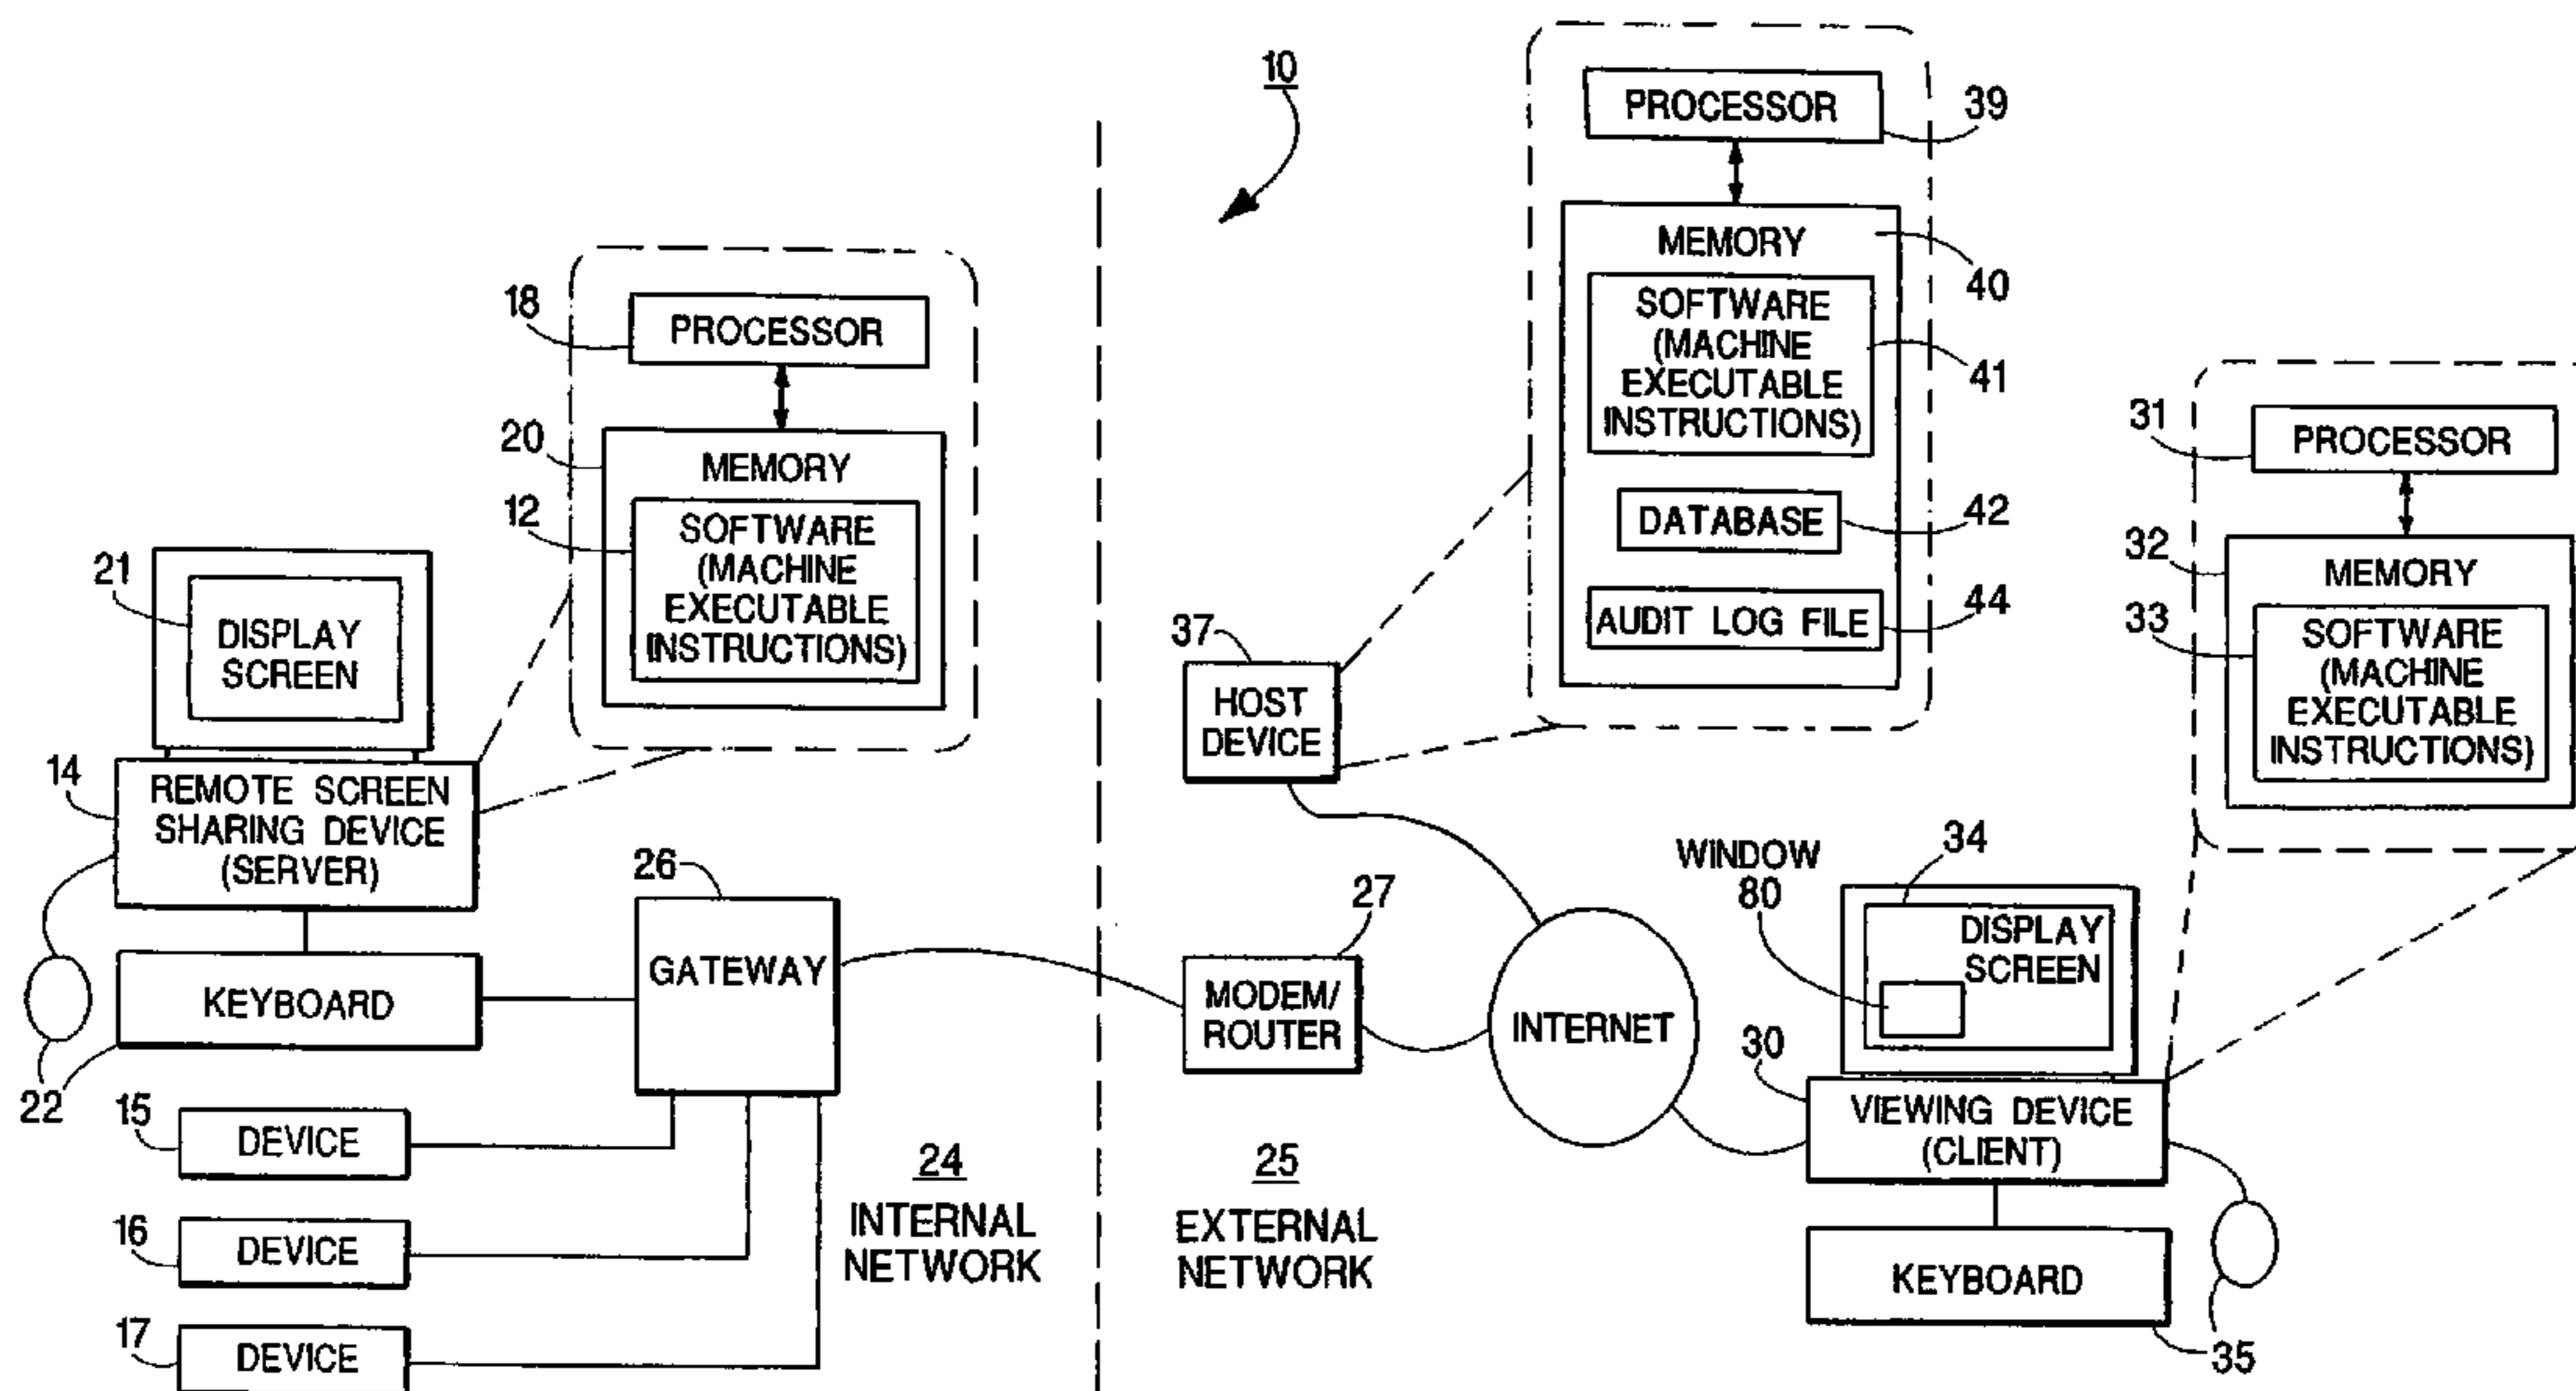 10
PROCESSOR
39
MEMORY
40
SOFTWARE
(MACHINE
EXECUTABLE
INSTRUCTIONS)
41
DATABASE
42
AUDIT LOG FILE
44
18
PROCESSOR
20
MEMORY
12
SOFTWARE
(MACHINE
EXECUTABLE
INSTRUCTIONS)
31
PROCESSOR
32
MEMORY
33
SOFTWARE
(MACHINE
EXECUTABLE
INSTRUCTIONS)
21
DISPLAY
SCREEN
14
REMOTE SCREEN
SHARING DEVICE
(SERVER)
KEYBOARD
22
26
GATEWAY
15
DEVICE
16
DEVICE
17
DEVICE
24
INTERNAL
NETWORK
25
EXTERNAL
NETWORK
37
HOST
DEVICE
27
MODEM/
ROUTER
INTERNET
WINDOW
80
34
DISPLAY
SCREEN
30
VIEWING DEVICE
(CLIENT)
KEYBOARD
35